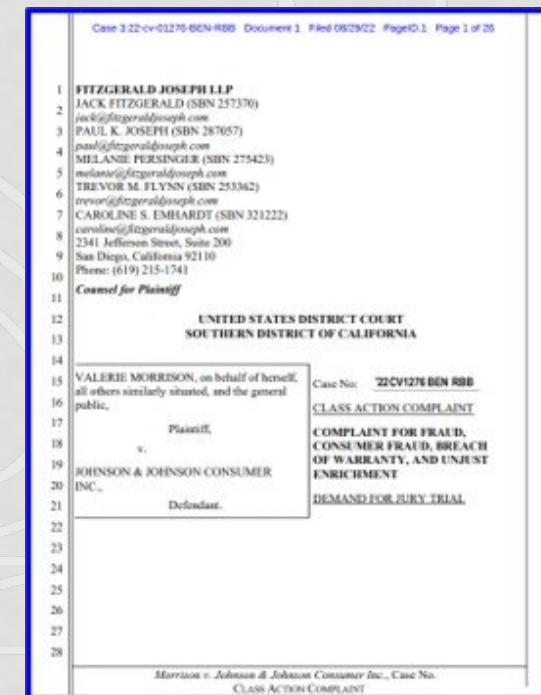 Case 3:22-cv-01276-BEN-RBB Document 1 Filed 08/29/22 PageID.1 Page 1 of 26
1 FITZGERALD JOSEPH LLP
JACK FITZGERALD (SBN 257370)
2 jack@fitzgeraldjoseph.com
3 PAUL K. JOSEPH (SBN 287057)
paul@fitzgeraldjoseph.com
4 MELANIE PERSINGER (SBN 275423)
5 melanie@fitzgeraldjoseph.com
TREVOR M. FLYNN (SBN 253362)
6 trevor@fitzgeraldjoseph.com
7 CAROLINE S. EMHARDT (SBN 321222)
caroline@fitzgeraldjoseph.com
8 2341 Jefferson Street, Suite 200
9 San Diego, California 92110
10 Phone: (619) 215-1741
11 Counsel for Plaintiff
12 UNITED STATES DISTRICT COURT
13 SOUTHERN DISTRICT OF CALIFORNIA
14
15 VALERIE MORRISON, on behalf of herself,
all others similarly situated, and the general
16 public,
17 Plaintiff,
18 v.
19 JOHNSON & JOHNSON CONSUMER
20 INC.,
21 Defendant.
Case No: '22CV1276 BEN RBB
CLASS ACTION COMPLAINT
COMPLAINT FOR FRAUD,
CONSUMER FRAUD, BREACH
OF WARRANTY, AND UNJUST
ENRICHMENT
DEMAND FOR JURY TRIAL
22
23
24
25
26
27
28
Morrison v. Johnson & Johnson Consumer Inc., Case No.
CLASS ACTION COMPLAINT